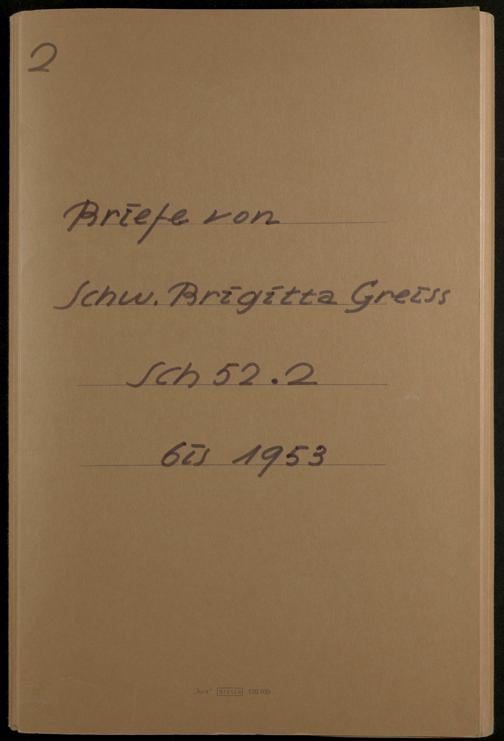 2
Briefe von
Schw. Brigitta Greiss
Sch 52.2
bis 1953